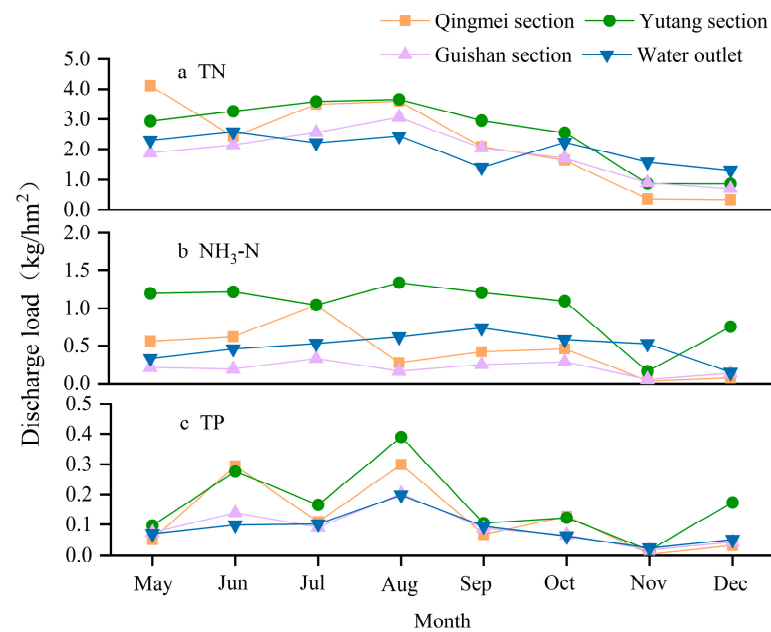 Qingmei section Yutang section
Guishan section Water outlet
Discharge load (kg/hm²)
a TN
5.0
4.0
3.0
2.0
1.0
0.0
b NH₃-N
2.0
1.5
1.0
0.5
0.0
c TP
0.5
0.4
0.3
0.2
0.1
0.0
May Jun Jul Aug Sep Oct Nov Dec
Month